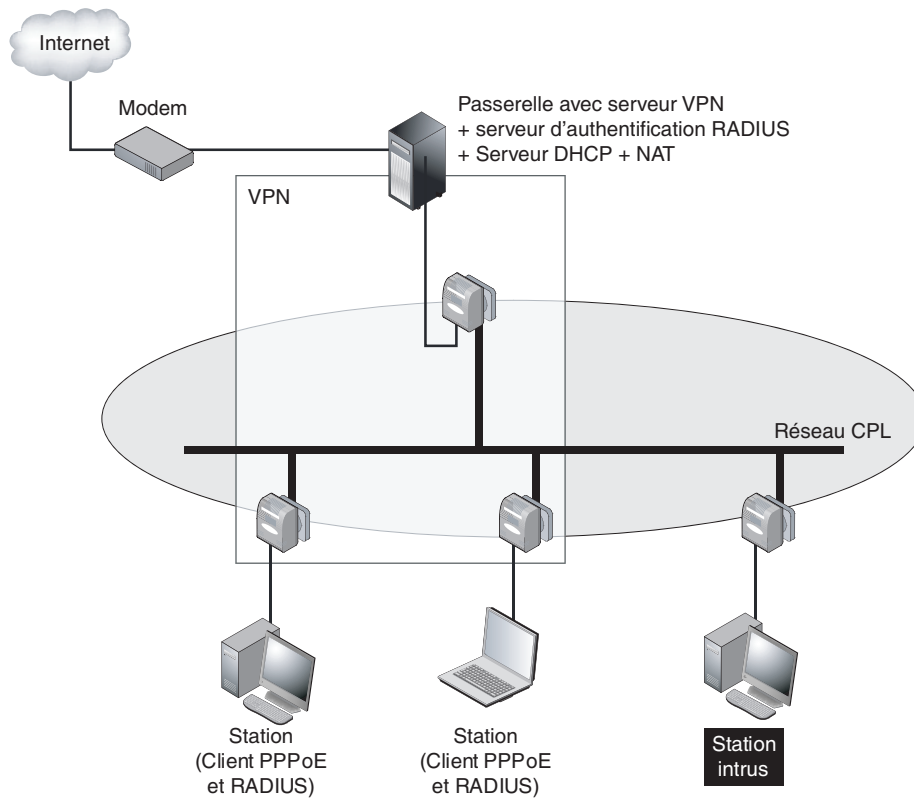 Internet
Modem
Passerelle avec serveur VPN
+ serveur d'authentification RADIUS
+ Serveur DHCP + NAT
VPN
Réseau CPL
Station
(Client PPPoE
et RADIUS)
Station
(Client PPPoE
et RADIUS)
Station
intrus